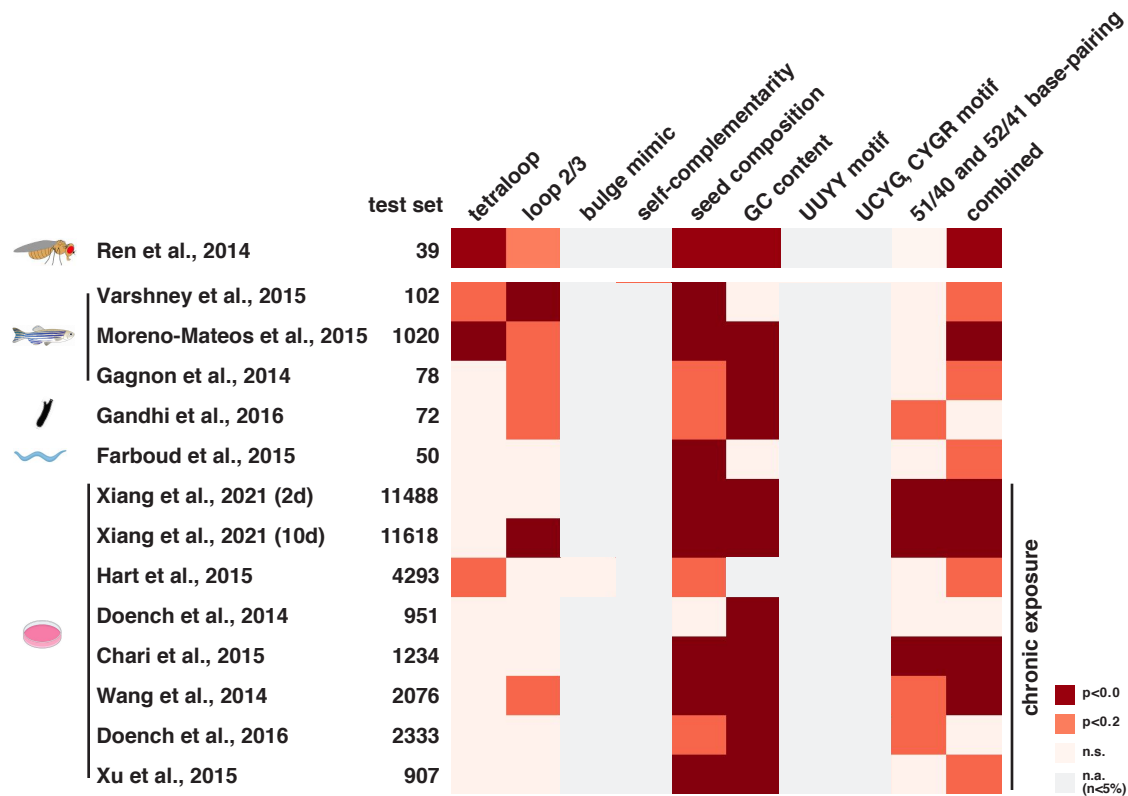 tetraloop
loop 2/3
bulge mimic
self-complementarity
seed composition
GC content
UUYY motif
UCYG, CYGR motif
51/40 and 52/41 base-pairing
combined
test set
Ren et al., 2014 39
Varshney et al., 2015 102
Moreno-Mateos et al., 2015 1020
Gagnon et al., 2014 78
Gandhi et al., 2016 72
Farboud et al., 2015 50
Xiang et al., 2021 (2d) 11488
Xiang et al., 2021 (10d) 11618
Hart et al., 2015 4293
Doench et al., 2014 951
Chari et al., 2015 1234
Wang et al., 2014 2076
Doench et al., 2016 2333
Xu et al., 2015 907
chronic exposure
p<0.0
p<0.2
n.s.
n.a.
(n<5%)